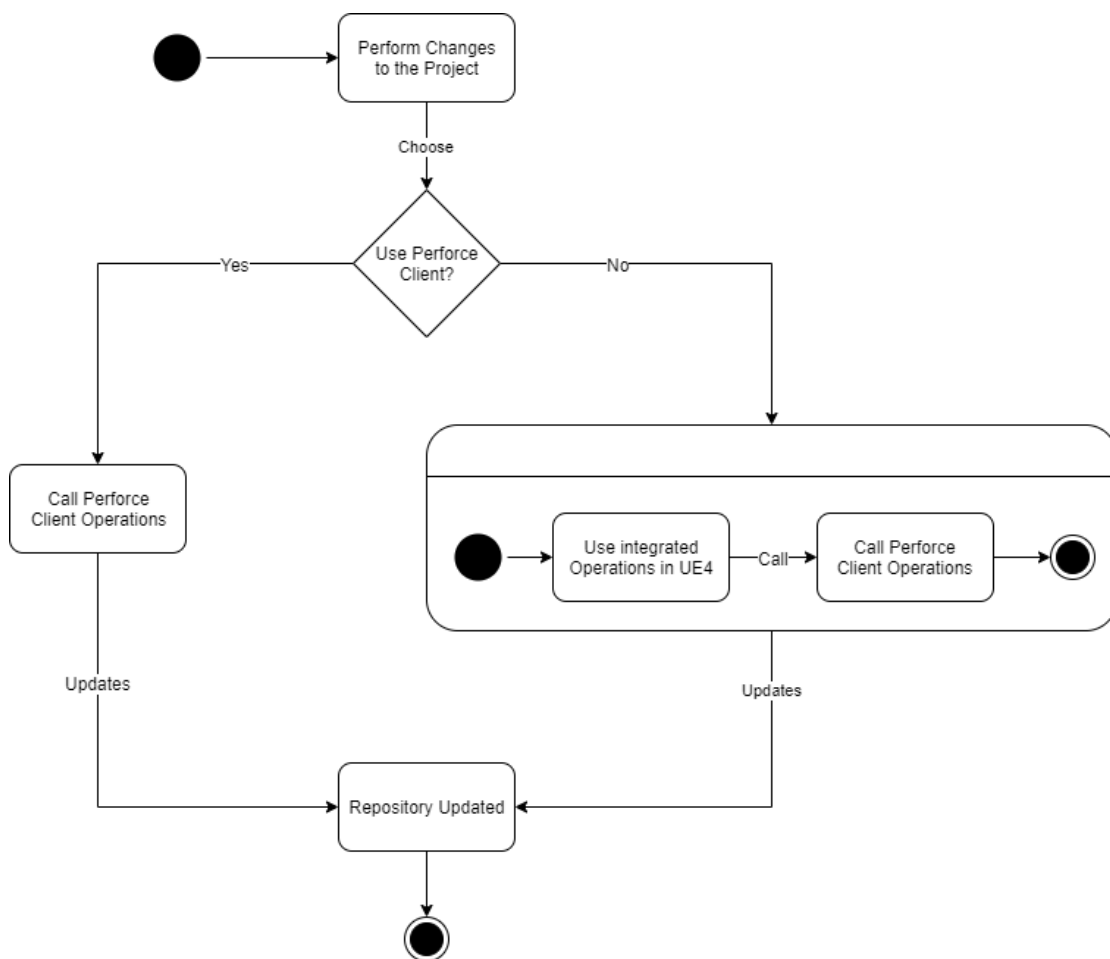 Perform Changes
to the Project
Choose
Use Perforce
Client?
Yes
No
Call Perforce
Client Operations
Use integrated
Operations in UE4
Call
Call Perforce
Client Operations
Updates
Updates
Repository Updated